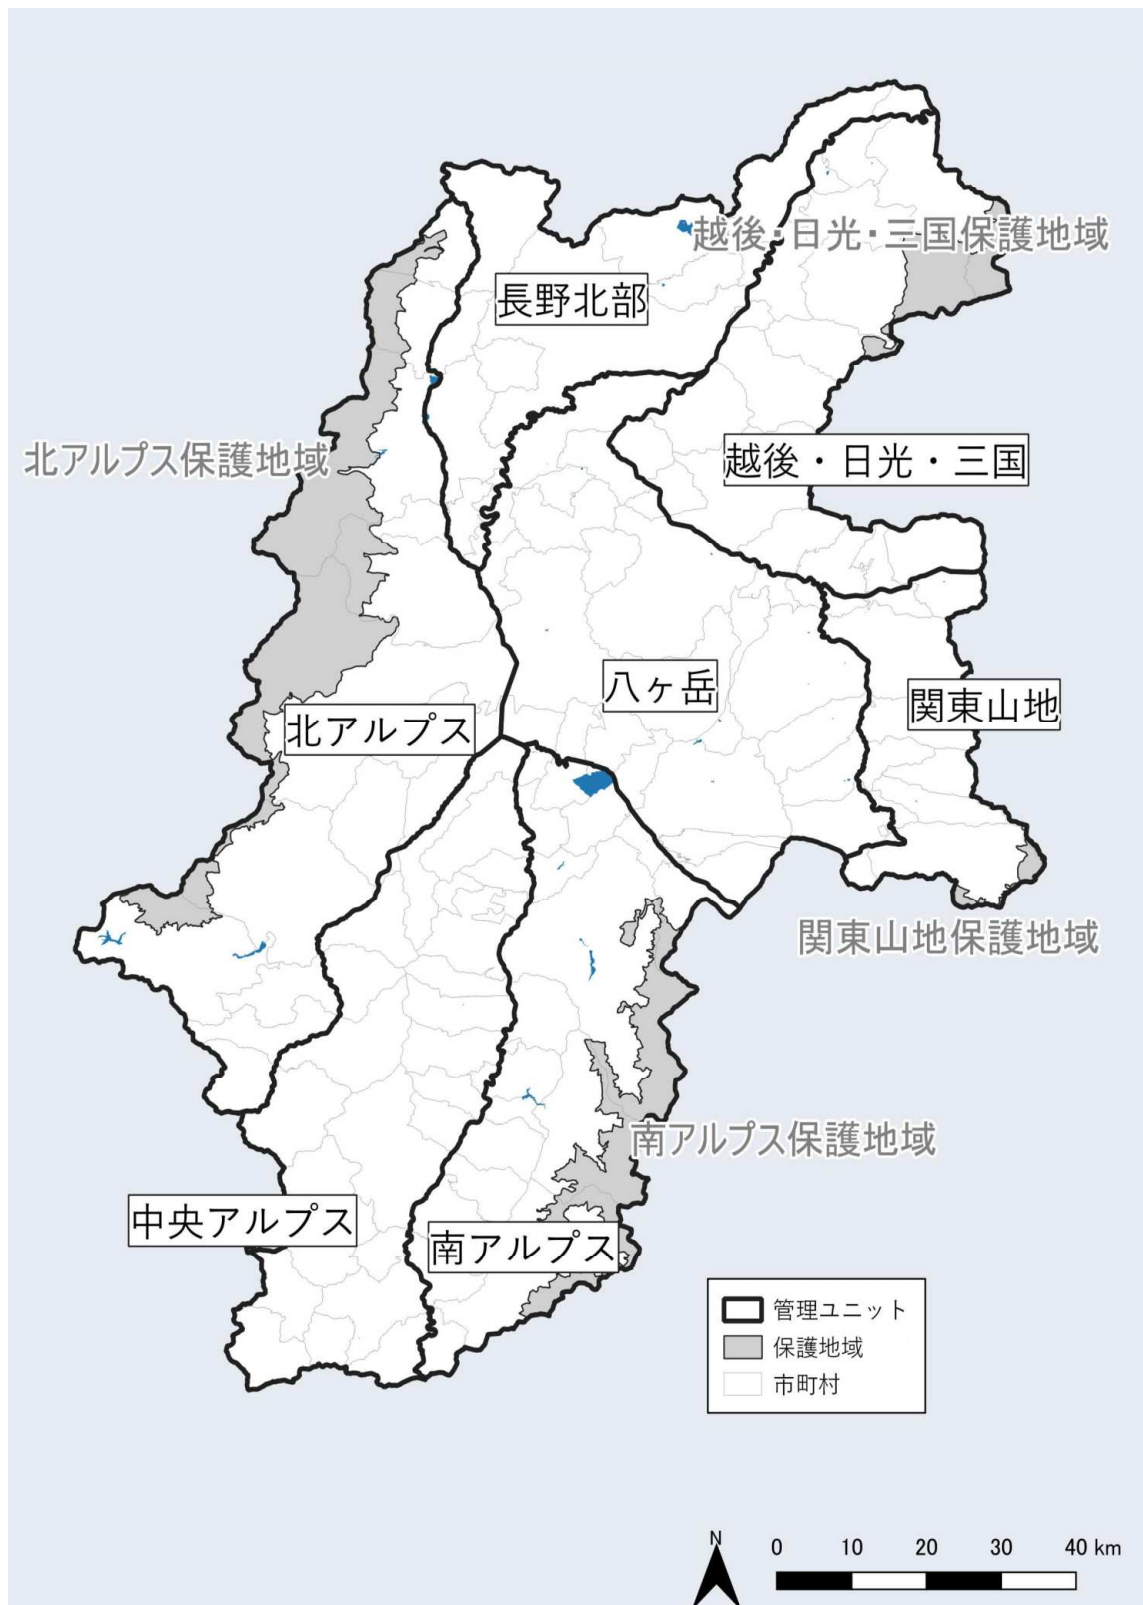 越後・日光・三国保護地域
長野北部
北アルプス保護地域
越後・日光・三国
八ヶ岳
関東山地
北アルプス
関東山地保護地域
南アルプス保護地域
中央アルプス
南アルプス
管理ユニット
保護地域
市町村
N
0 10 20 30 40 km